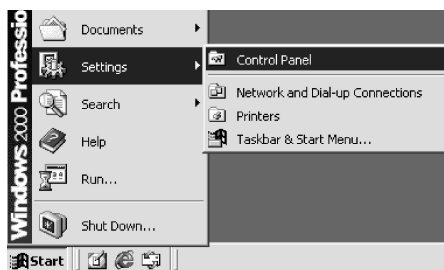 Windows 2000 Professio
Documents
Settings
Search
Help
Run...
Shut Down...
Control Panel
Network and Dial-up Connections
Printers
Taskbar & Start Menu...
Start